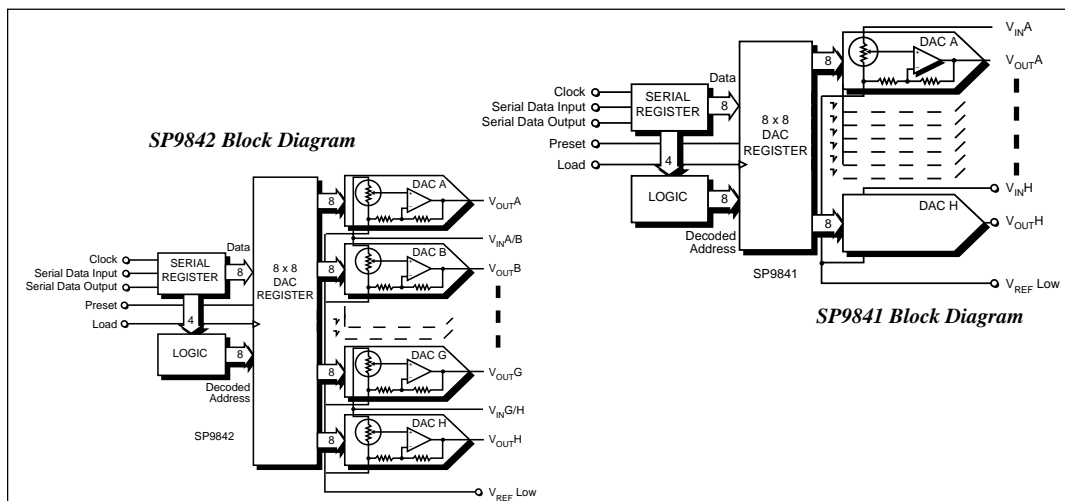 SP9842 Block Diagram
Clock
Serial Data Input
Serial Data Output
Preset
Load
SERIAL
REGISTER
4
LOGIC
Data
8
8
Decoded
Address
8 x 8
DAC
REGISTER
SP9842
8
DAC A
VOUTA
VINA/B
8
DAC B
VOUTB
8
DAC G
VOUTG
VING/H
8
DAC H
VOUTH
VREF Low
Clock
Serial Data Input
Serial Data Output
Preset
Load
SERIAL
REGISTER
4
LOGIC
Data
8
8
Decoded
Address
8 x 8
DAC
REGISTER
SP9841
8
DAC A
VINA
VOUTA
8
VINH
DAC H
VOUTH
VREF Low
SP9841 Block Diagram